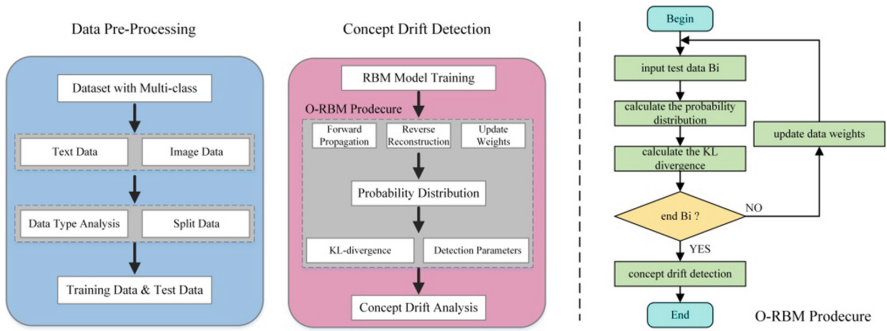 Data Pre-Processing
Dataset with Multi-class
Text Data
Image Data
Data Type Analysis
Split Data
Training Data & Test Data
Concept Drift Detection
RBM Model Training
O-RBM Prodecure
Forward
Propagation
Reverse
Reconstruction
Update
Weights
Probability Distribution
KL-divergence
Detection Parameters
Concept Drift Analysis
Begin
input test data Bi
calculate the probability
distribution
calculate the KL
divergence
update data weights
end Bi ?
NO
YES
concept drift detection
End
O-RBM Prodecure